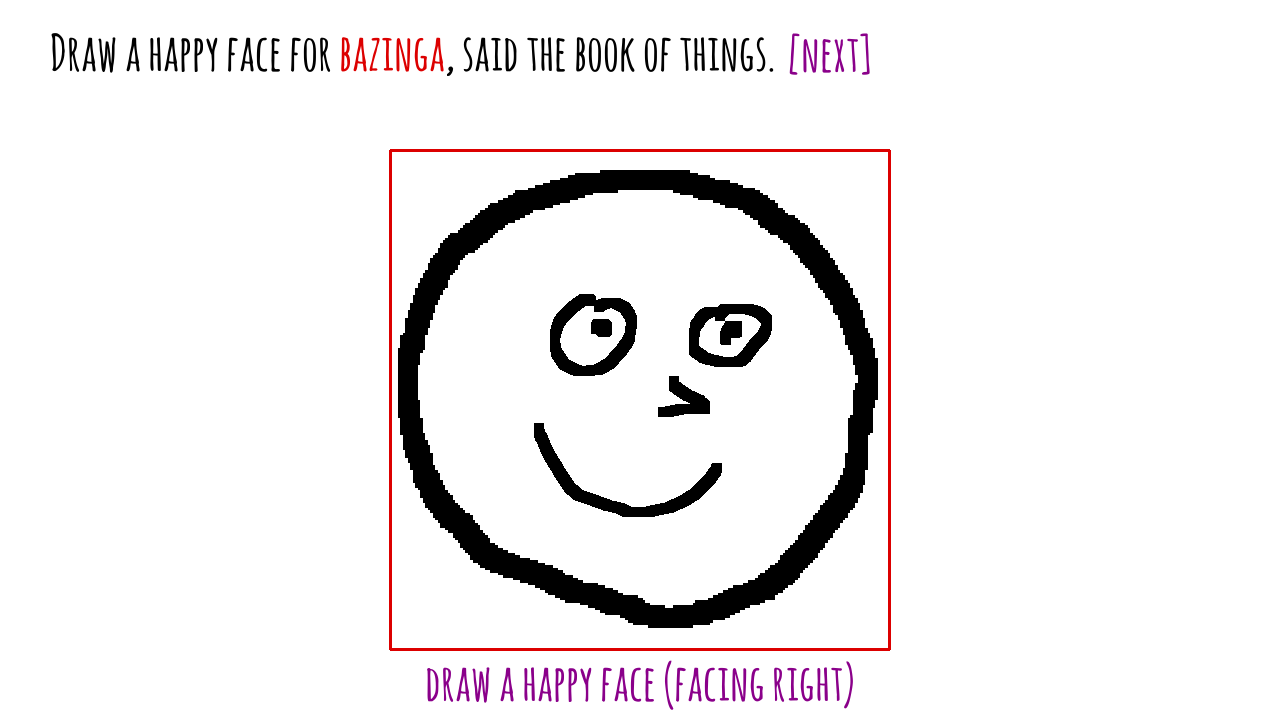 Draw a happy face for bazinga, said the book of things. [next]
draw a happy face (facing right)